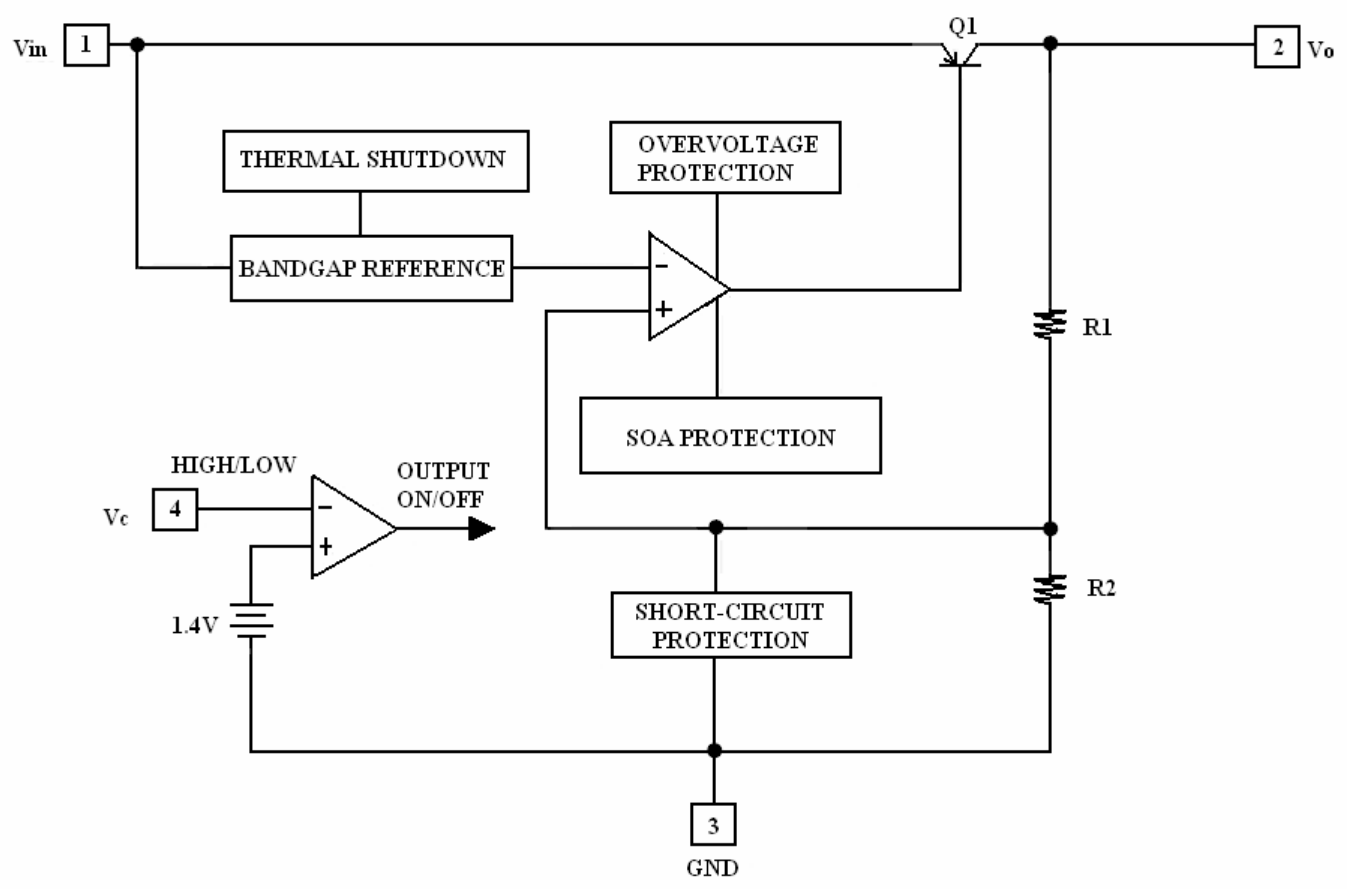 Q1
Vin
1
2
Vo
THERMAL SHUTDOWN
OVERVOLTAGE
PROTECTION
BANDGAP REFERENCE
−
+
R1
SOA PROTECTION
HIGH/LOW
OUTPUT
ON/OFF
Vc
4
−
+
1.4V
R2
SHORT-CIRCUIT
PROTECTION
3
GND